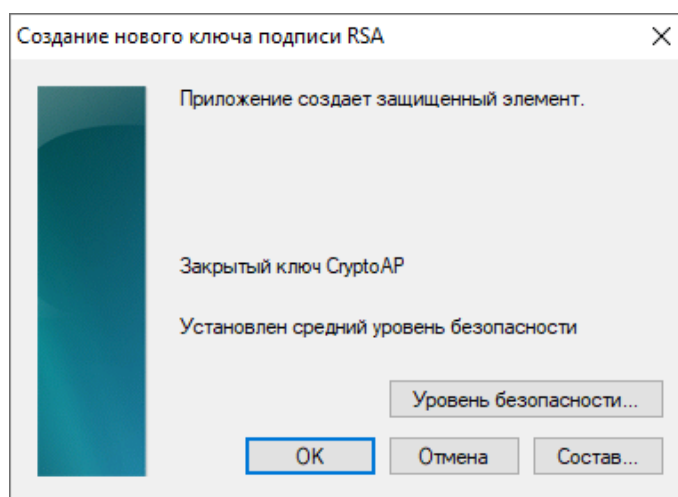 Создание нового ключа подписи RSA
Приложение создает защищенный элемент.
Закрытый ключ CryptoAP
Установлен средний уровень безопасности
Уровень безопасности...
OK Отмена Состав...